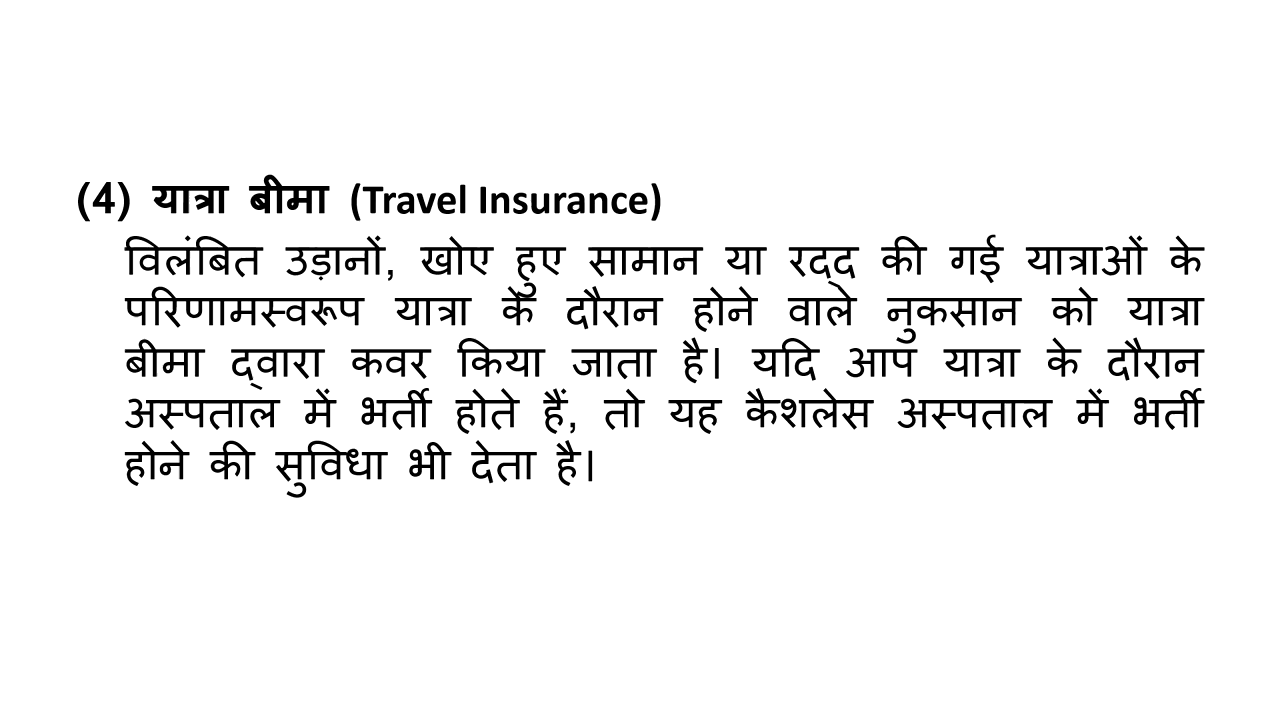 (4) यात्रा बीमा (Travel Insurance)
विलंबित उड़ानों, खोए हुए सामान या रद्द की गई यात्राओं के
परिणामस्वरूप यात्रा के दौरान होने वाले नुकसान को यात्रा
बीमा द्वारा कवर किया जाता है। यदि आप यात्रा के दौरान
अस्पताल में भर्ती होते हैं, तो यह कैशलेस अस्पताल में भर्ती
होने की सुविधा भी देता है।